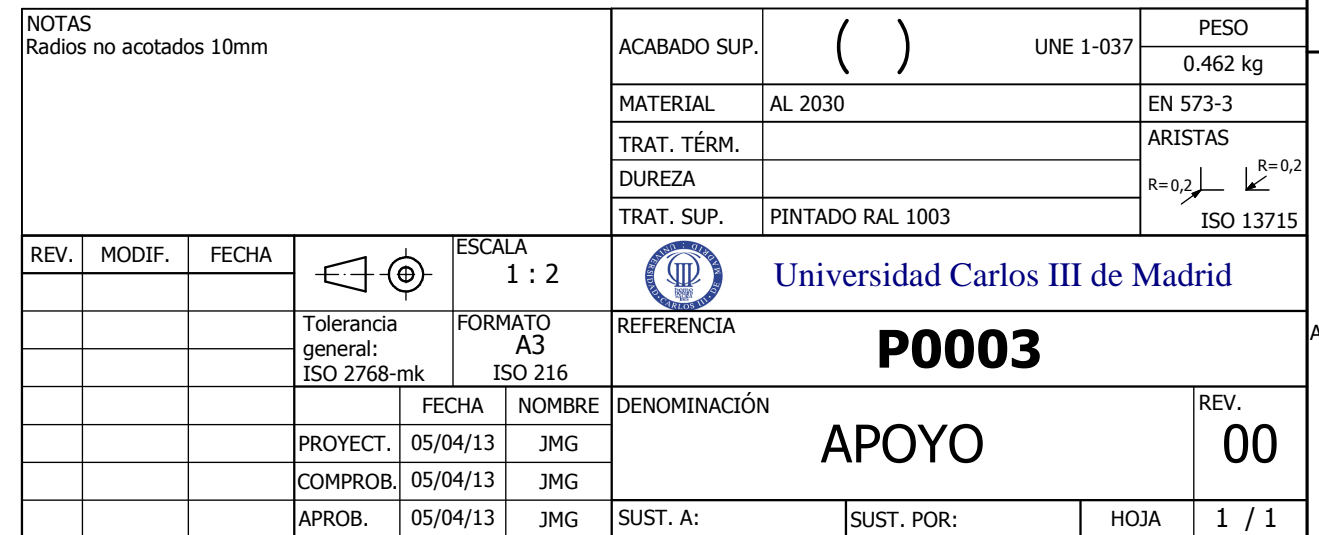 NOTAS
Radios no acotados 10mm
ACABADO SUP.
( )
UNE 1-037
PESO
0.462 kg
MATERIAL
AL 2030
EN 573-3
TRAT. TÉRM.
DUREZA
TRAT. SUP.
PINTADO RAL 1003
ARISTAS
R=0,2
R=0,2
ISO 13715
REV.
MODIF.
FECHA
ESCALA
1 : 2
Universidad Carlos III de Madrid
Tolerancia
general:
ISO 2768-mk
FORMATO
A3
ISO 216
REFERENCIA
P0003
FECHA
NOMBRE
PROYECT.
05/04/13
JMG
COMPROB.
05/04/13
JMG
APROB.
05/04/13
JMG
DENOMINACIÓN
APOYO
REV.
00
SUST. A:
SUST. POR:
HOJA
1 / 1
A